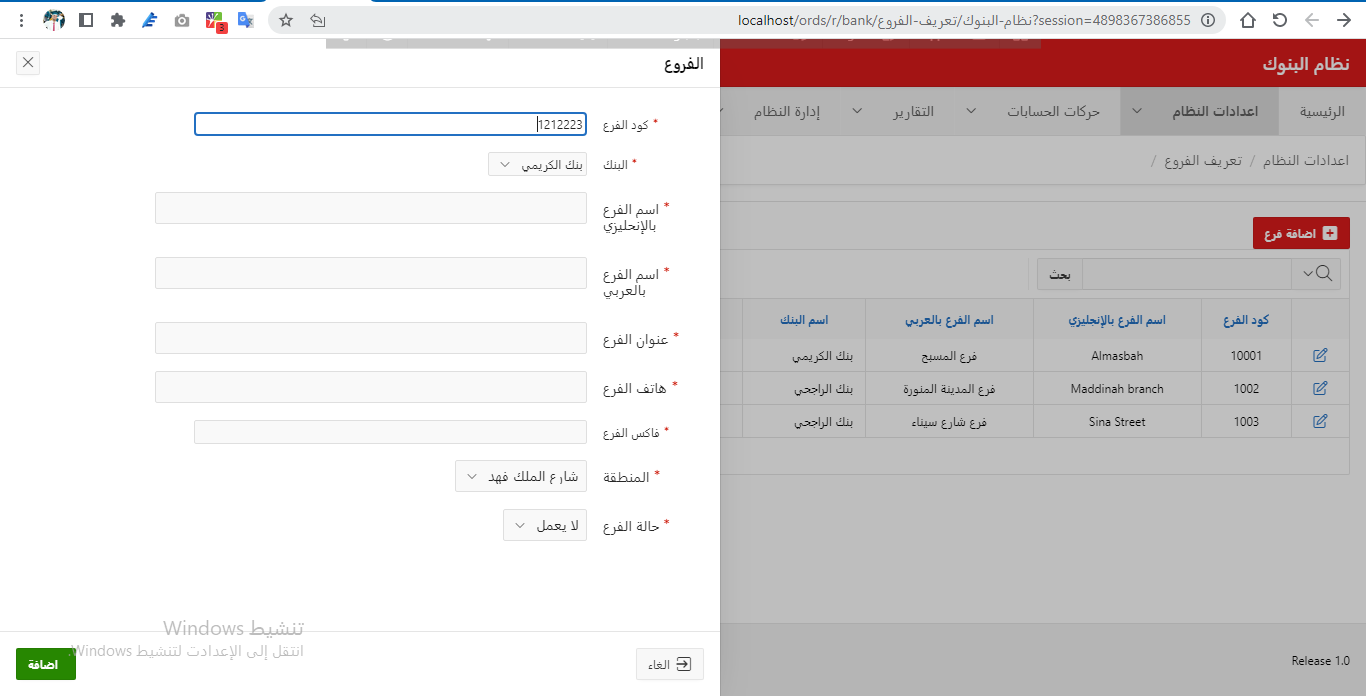 localhost/ords/r/bank/نظام-البنوك/تعريف-الفروع?session=4898367386855
3
نظام البنوك
الرئيسية
اعدادات النظام
حركات الحسابات
التقارير
إدارة النظام
اعدادات النظام / تعريف الفروع /
اضافة فرع
بحث
كود الفرع اسم الفرع بالإنجليزي اسم الفرع بالعربي اسم البنك
10001 Almasbah فرع المسبح بنك الكريمي
1002 Maddinah branch فرع المدينة المنورة بنك الراجحي
1003 Sina Street فرع شارع سيناء بنك الراجحي
Release 1.0
الفروع
* كود الفرع 1212223
* البنك بنك الكريمي
* اسم الفرع
بالإنجليزي
* اسم الفرع
بالعربي
* عنوان الفرع
* هاتف الفرع
* فاكس الفرع
* المنطقة شارع الملك فهد
* حالة الفرع لا يعمل
تنشيط Windows
انتقل إلى الإعدادت لتنشيط Windows.
الغاء
اضافة